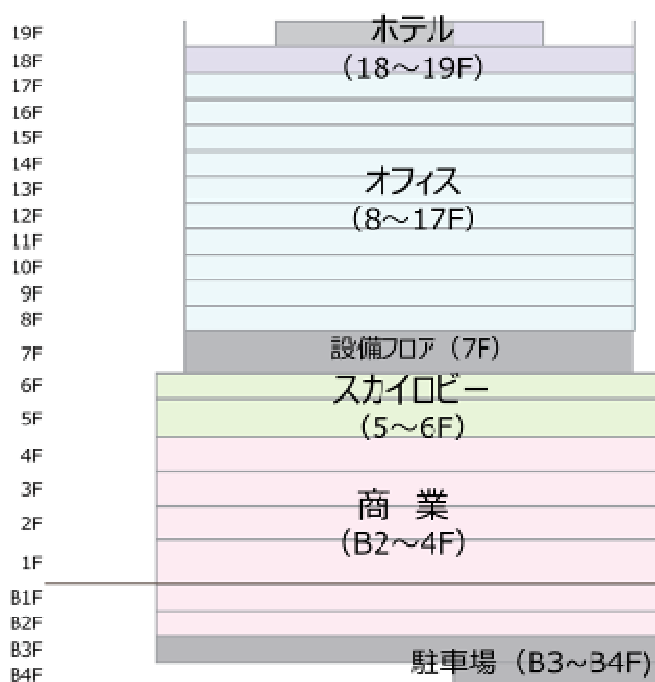 19F
ホテル
18F
（18～19F）
17F
16F
15F
14F
オフィス
13F
12F
（8～17F）
11F
10F
9F
8F
7F
設備フロア（7F）
6F
スカイロビー
5F
（5～6F）
4F
3F
商　業
2F
（B2～4F）
1F
B1F
B2F
B3F
駐車場（B3～B4F）
B4F